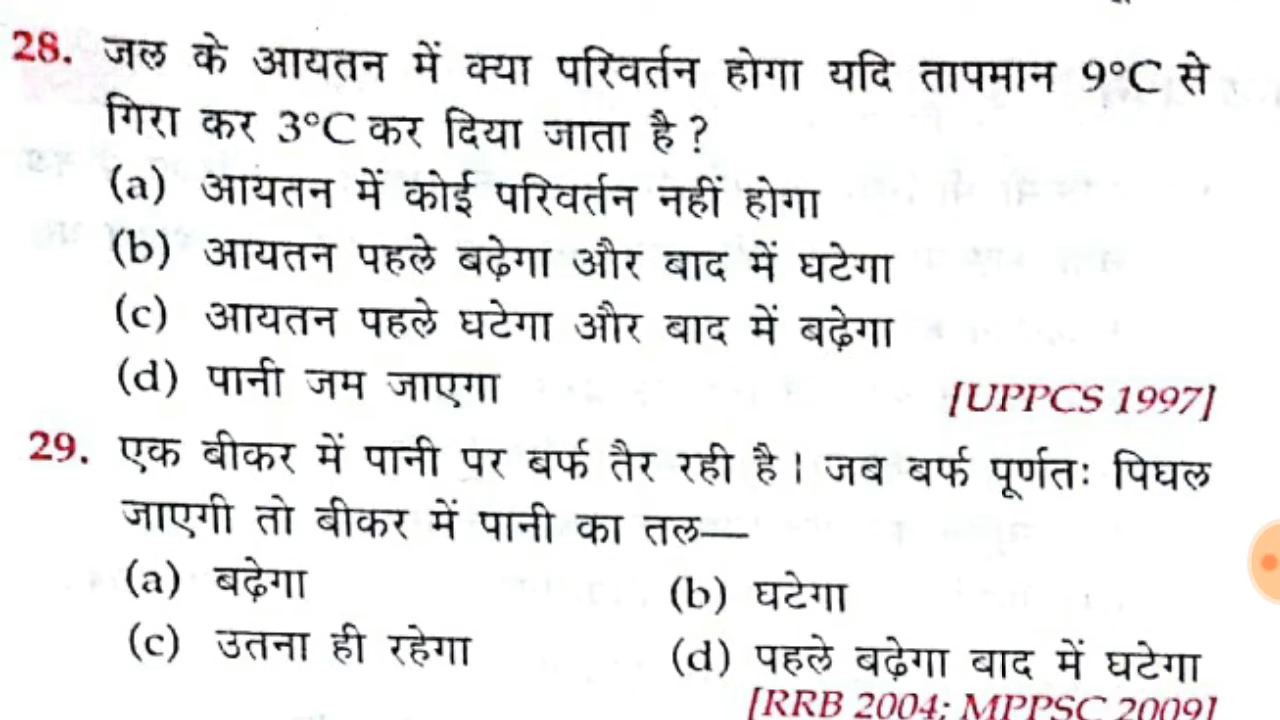 28. जल के आयतन में क्या परिवर्तन होगा यदि तापमान 9°C से
गिरा कर 3°C कर दिया जाता है ?
(a) आयतन में कोई परिवर्तन नहीं होगा
(b) आयतन पहले बढ़ेगा और बाद में घटेगा
(c) आयतन पहले घटेगा और बाद में बढ़ेगा
(d) पानी जम जाएगा [UPPCS 1997]
29. एक बीकर में पानी पर बर्फ तैर रही है। जब बर्फ पूर्णतः पिघल
जाएगी तो बीकर में पानी का तल—
(a) बढ़ेगा (b) घटेगा
(c) उतना ही रहेगा (d) पहले बढ़ेगा बाद में घटेगा
[RRB 2004; MPPSC 2009]